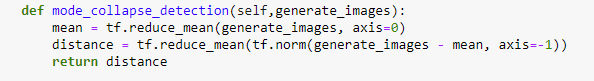 def mode_collapse_detection(self,generate_images):
    mean = tf.reduce_mean(generate_images, axis=0)
    distance = tf.reduce_mean(tf.norm(generate_images - mean, axis=-1))
    return distance